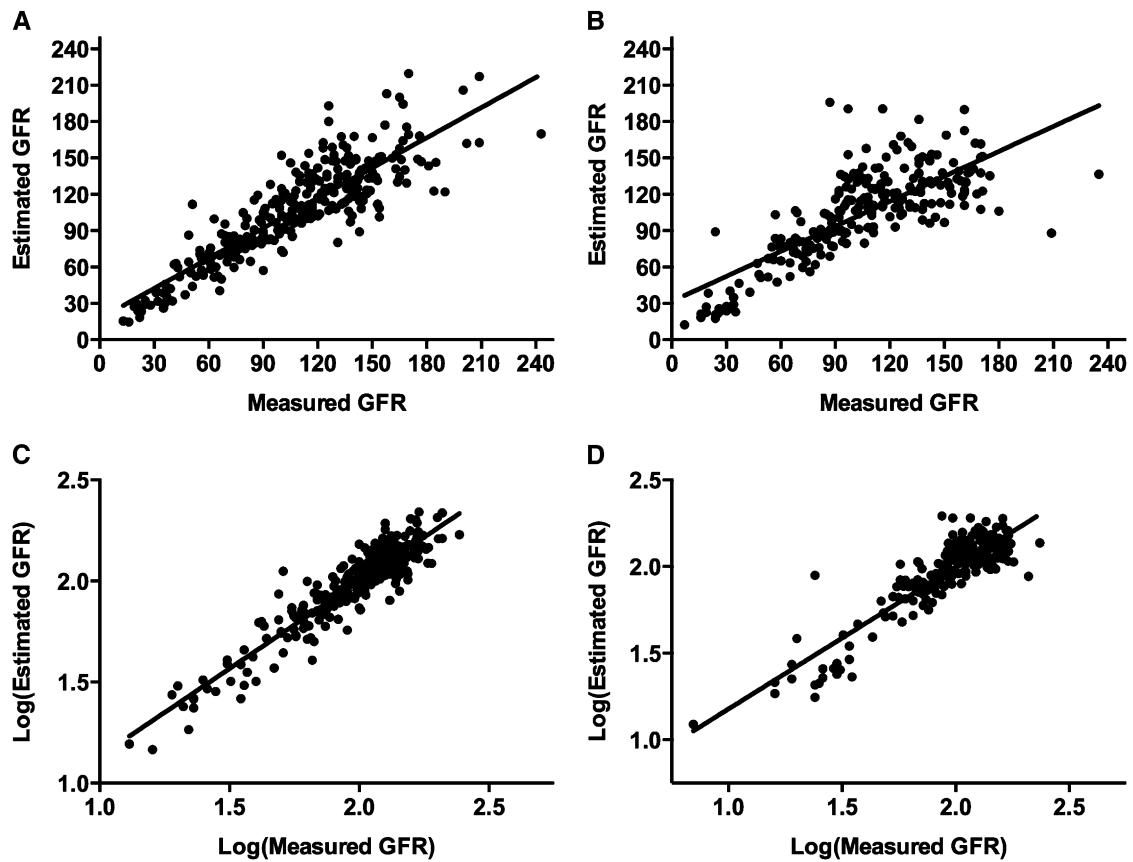 A
Estimated GFR
240
210
180
150
120
90
60
30
0
0 30 60 90 120 150 180 210 240
Measured GFR
B
Estimated GFR
240
210
180
150
120
90
60
30
0
0 30 60 90 120 150 180 210 240
Measured GFR
C
Log(Estimated GFR)
2.5
2.0
1.5
1.0
1.0 1.5 2.0 2.5
Log(Measured GFR)
D
Log(Estimated GFR)
2.5
2.0
1.5
1.0
1.0 1.5 2.0 2.5
Log(Measured GFR)